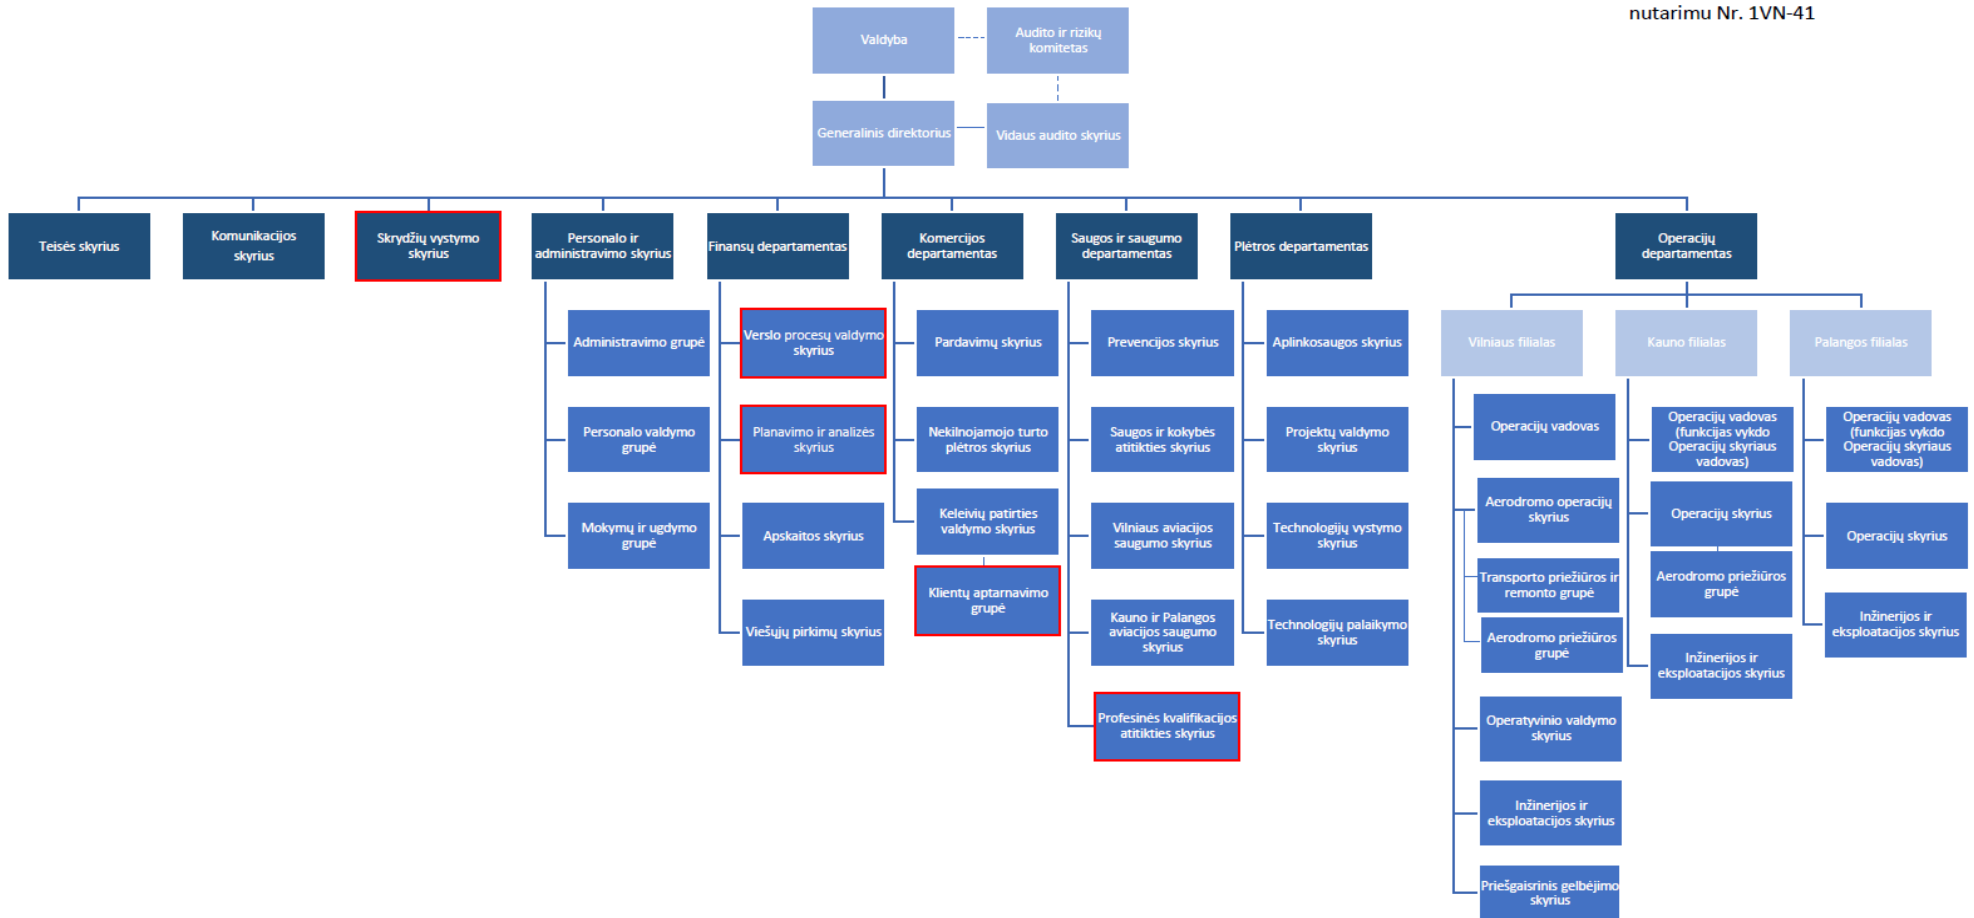 nutarimu Nr. 1VN-41
Valdyba
Audito ir rizikų
komitetas
Generalinis direktorius
Vidaus audito skyrius
Teisės skyrius
Komunikacijos
skyrius
Skrydžių vystymo
skyrius
Personalo ir
administravimo skyrius
Finansų departamentas
Komercijos
departamentas
Saugos ir saugumo
departamentas
Plėtros departamentas
Operacijų
departamentas
Administravimo grupė
Personalo valdymo
grupė
Mokymų ir ugdymo
grupė
Verslo procesų valdymo
skyrius
Planavimo ir analizės
skyrius
Apskaitos skyrius
Viešųjų pirkimų skyrius
Pardavimų skyrius
Nekilnojamojo turto
plėtros skyrius
Keleivių patirties
valdymo skyrius
Klientų aptarnavimo
grupė
Prevencijos skyrius
Saugos ir kokybės
atitikties skyrius
Vilniaus aviacijos
saugumo skyrius
Kauno ir Palangos
aviacijos saugumo
skyrius
Profesinės kvalifikacijos
atitikties skyrius
Aplinkosaugos skyrius
Projektų valdymo
skyrius
Technologijų vystymo
skyrius
Technologijų palaikymo
skyrius
Vilniaus filialas
Operacijų vadovas
Aerodromo operacijų
skyrius
Transporto priežiūros ir
remonto grupė
Aerodromo priežiūros
grupė
Operatyvinio valdymo
skyrius
Inžinerijos ir
eksploatacijos skyrius
Priešgaisrinis gelbėjimo
skyrius
Kauno filialas
Operacijų vadovas
(funkcijas vykdo
Operacijų skyriaus
vadovas)
Operacijų skyrius
Aerodromo priežiūros
grupė
Inžinerijos ir
eksploatacijos skyrius
Palangos filialas
Operacijų vadovas
(funkcijas vykdo
Operacijų skyriaus
vadovas)
Operacijų skyrius
Inžinerijos ir
eksploatacijos skyrius